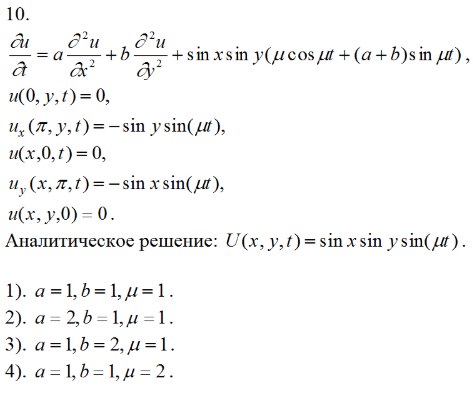 10.
∂u/∂t = a ∂²u/∂x² + b ∂²u/∂y² + sin x sin y(μ cos μt + (a + b) sin μt),
u(0, y, t) = 0,
uₓ(π, y, t) = − sin y sin(μt),
u(x, 0, t) = 0,
u_y(x, π, t) = − sin x sin(μt),
u(x, y, 0) = 0.
Аналитическое решение: U(x, y, t) = sin x sin y sin(μt).
1). a = 1, b = 1, μ = 1.
2). a = 2, b = 1, μ = 1.
3). a = 1, b = 2, μ = 1.
4). a = 1, b = 1, μ = 2.